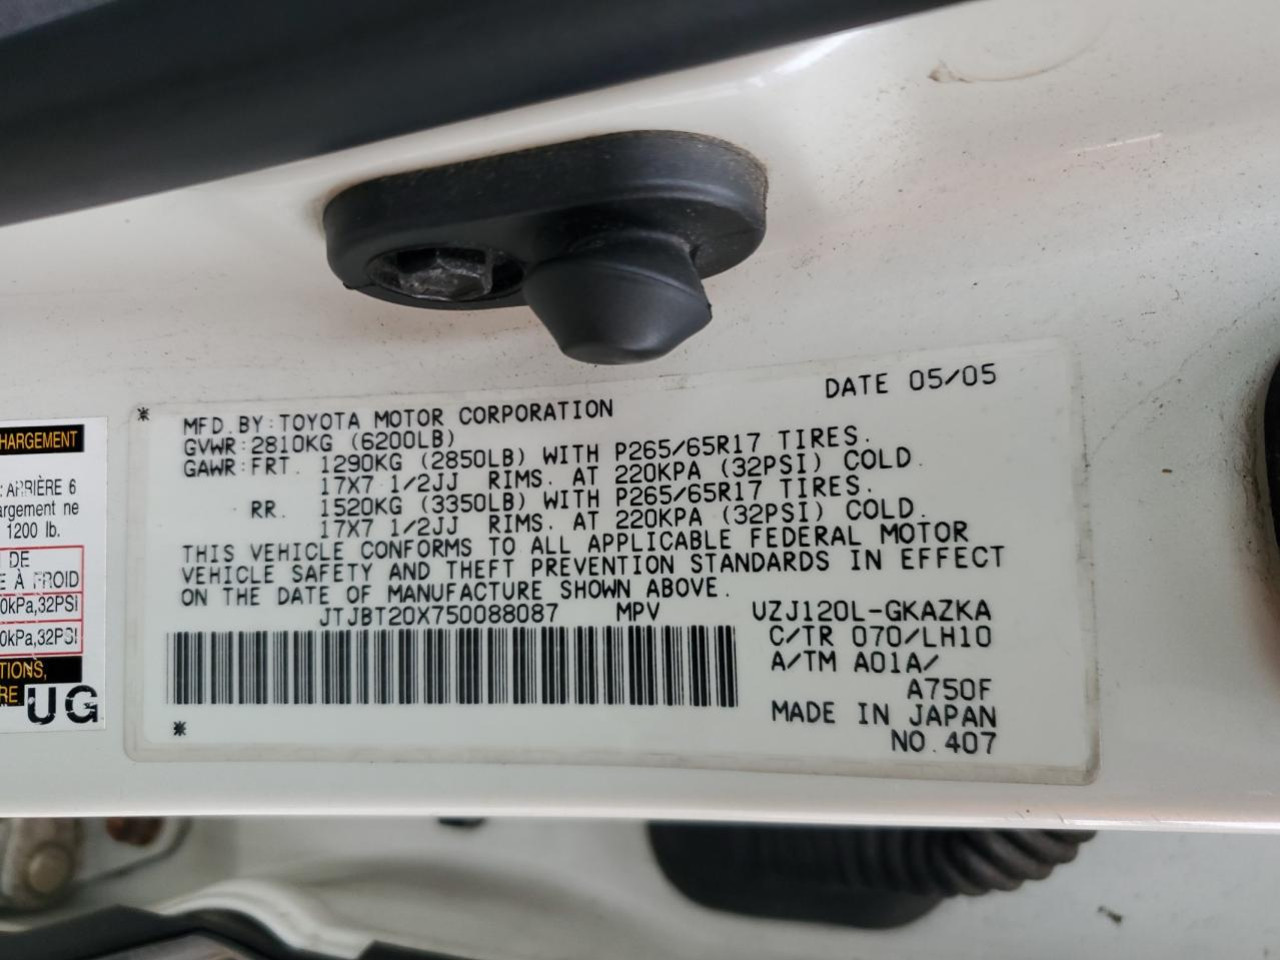 HARGEMENT
ARRIÈRE 6
argement ne
1200 lb.
DE
E À FROID
0kPa,32PSI
0kPa,32PSI
TIONS,
RE UG
DATE 05/05
* MFD. BY: TOYOTA MOTOR CORPORATION
GVWR: 2810KG (6200LB)
GAWR: FRT. 1290KG (2850LB) WITH P265/65R17 TIRES.
17X7 1/2JJ RIMS. AT 220KPA (32PSI) COLD.
RR. 1520KG (3350LB) WITH P265/65R17 TIRES.
17X7 1/2JJ RIMS. AT 220KPA (32PSI) COLD.
THIS VEHICLE CONFORMS TO ALL APPLICABLE FEDERAL MOTOR
VEHICLE SAFETY AND THEFT PREVENTION STANDARDS IN EFFECT
ON THE DATE OF MANUFACTURE SHOWN ABOVE.
JTJBT20X750088087 MPV UZJ120L-GKAZKA
C/TR 070/LH10
A/TM A01A/
A750F
MADE IN JAPAN
* NO. 407